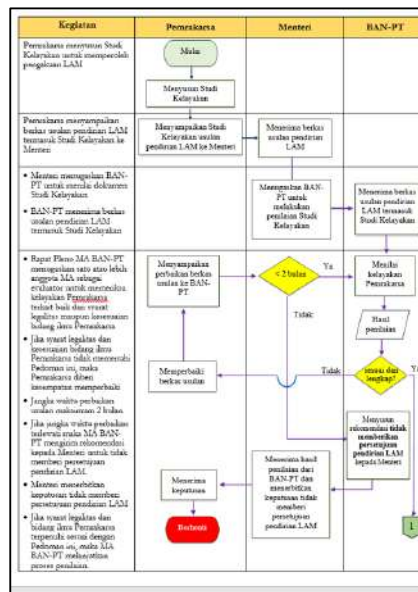 Kegiatan
Pemrakarsa
Menteri
BAN-PT
Pemrakarsa menyusun Studi
Kelayakan untuk memperoleh
pengakuan LAM
Mulai
Menyusun Studi
Kelayakan
Pemrakarsa menyampaikan
berkas usulan pendirian LAM
termasuk Studi Kelayakan ke
Menteri
Menyampaikan Studi
Kelayakan usulan
pendirian LAM ke Menteri
Menerima berkas
usulan pendirian
LAM
• Menteri menugaskan BAN-
PT untuk menilai dokumen
Studi Kelayakan
• BAN-PT menerima berkas
usulan pendirian LAM
termasuk Studi Kelayakan
Menugaskan BAN-
PT untuk
melakukan
penilaian Studi
Kelayakan
Menerima berkas
usulan pendirian
LAM termasuk
Studi Kelayakan
• Rapat Pleno MA BAN-PT
menugaskan satu atau lebih
anggota MA sebagai
evaluator untuk memeriksa
kelayakan Pemrakarsa
terkait baik dari syarat
legalitas maupun kesesuaian
bidang ilmu Pemrakarsa
• Jika syarat legalitas dan
kesesuaian bidang ilmu
Pemrakarsa tidak memenuhi
Pedoman ini, maka
Pemrakarsa diberi
kesempatan memperbaiki
• Jangka waktu perbaikan
usulan maksimum 2 bulan
• Jika jangka waktu perbaikan
terlewati maka MA BAN-
PT mengirim rekomendasi
kepada Menteri untuk tidak
memberi persetujuan
pendirian LAM.
• Menteri menerbitkan
keputusan tidak memberi
persetujuan pendirian LAM
• Jika syarat legalitas dan
bidang ilmu Pemrakarsa
terpenuhi sesuai dengan
Pedoman ini, maka MA
BAN-PT melanjutkan
proses penilaian.
Menyampaikan
perbaikan berkas
usulan ke BAN-
PT
< 2 bulan
Ya
Menilai
kelayakan
Pemrakarsa
Tidak
Hasil
penilaian
Memperbaiki
berkas usulan
Tidak
sesuai dan
lengkap?
Ya
Menyusun
rekomendasi tidak
memberikan
persetujuan
pendirian LAM
kepada Menteri
Menerima hasil
penilaian dari
BAN-PT dan
menerbitkan
keputusan tidak
memberi
persetujuan
pendirian LAM
Menerima
keputusan
Berhenti
1